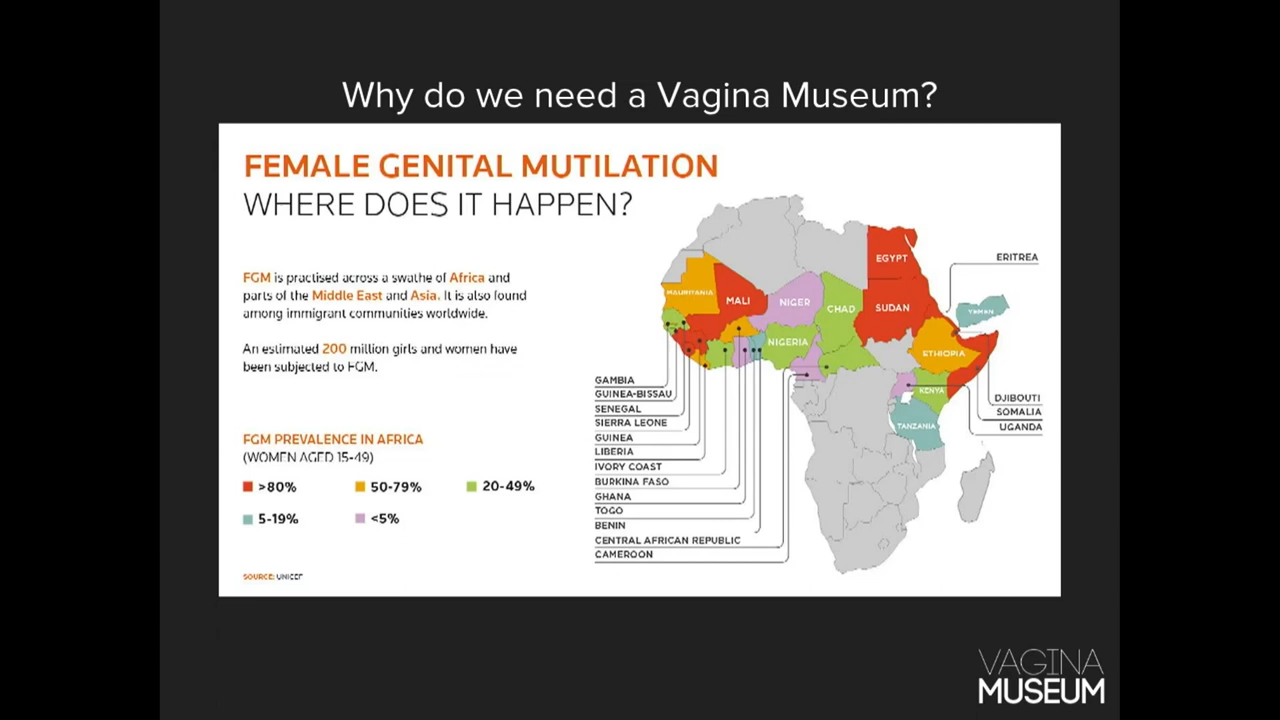 Why do we need a Vagina Museum?
FEMALE GENITAL MUTILATION
WHERE DOES IT HAPPEN?
FGM is practised across a swathe of Africa and
parts of the Middle East and Asia. It is also found
among immigrant communities worldwide.
An estimated 200 million girls and women have
been subjected to FGM.
FGM PREVALENCE IN AFRICA
(WOMEN AGED 15-49)
>80%
50-79%
20-49%
5-19%
<5%
SOURCE: UNICEF
EGYPT
ERITREA
MAURITANIA
MALI
NIGER
CHAD
SUDAN
YEMEN
NIGERIA
ETHIOPIA
KENYA
TANZANIA
DJIBOUTI
SOMALIA
UGANDA
GAMBIA
GUINEA-BISSAU
SENEGAL
SIERRA LEONE
GUINEA
LIBERIA
IVORY COAST
BURKINA FASO
GHANA
TOGO
BENIN
CENTRAL AFRICAN REPUBLIC
CAMEROON
VAGINA
MUSEUM